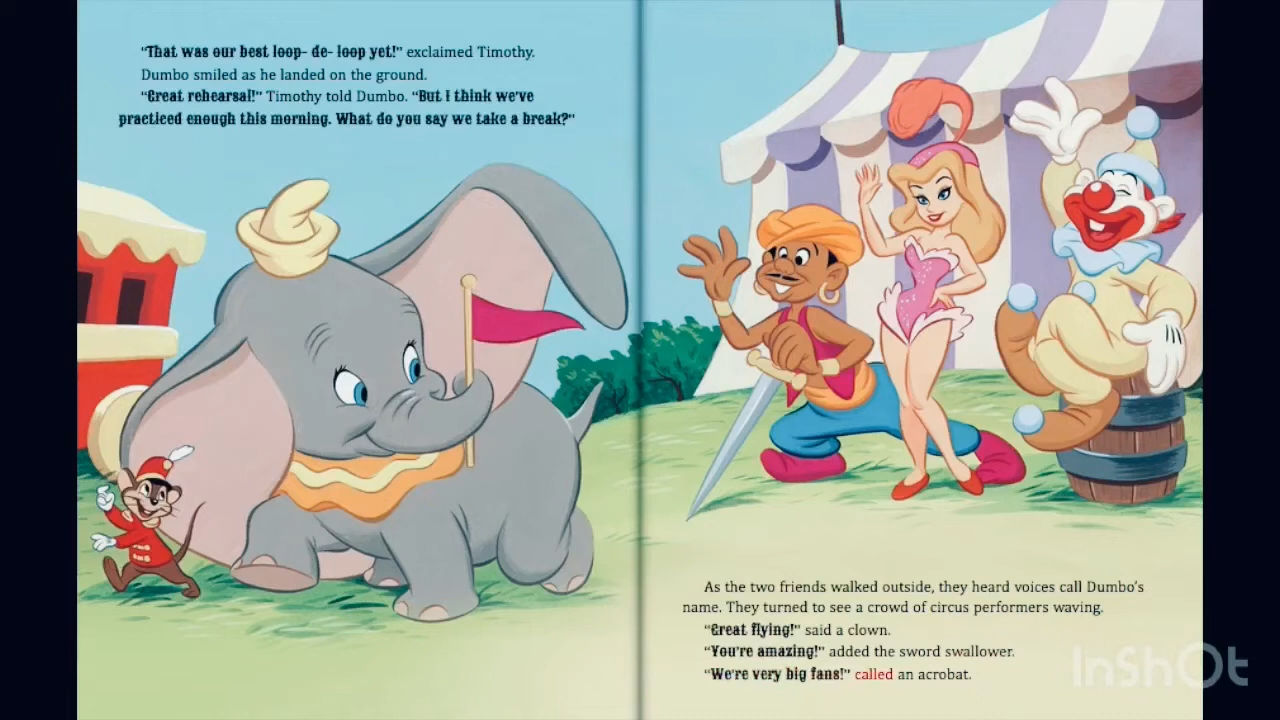 "That was our best loop- de- loop yet!" exclaimed Timothy.
Dumbo smiled as he landed on the ground.
"Great rehearsal!" Timothy told Dumbo. "But I think we've
practiced enough this morning. What do you say we take a break?"
As the two friends walked outside, they heard voices call Dumbo's
name. They turned to see a crowd of circus performers waving.
"Great flying!" said a clown.
"You're amazing!" added the sword swallower.
"We're very big fans!" called an acrobat.
InShOt